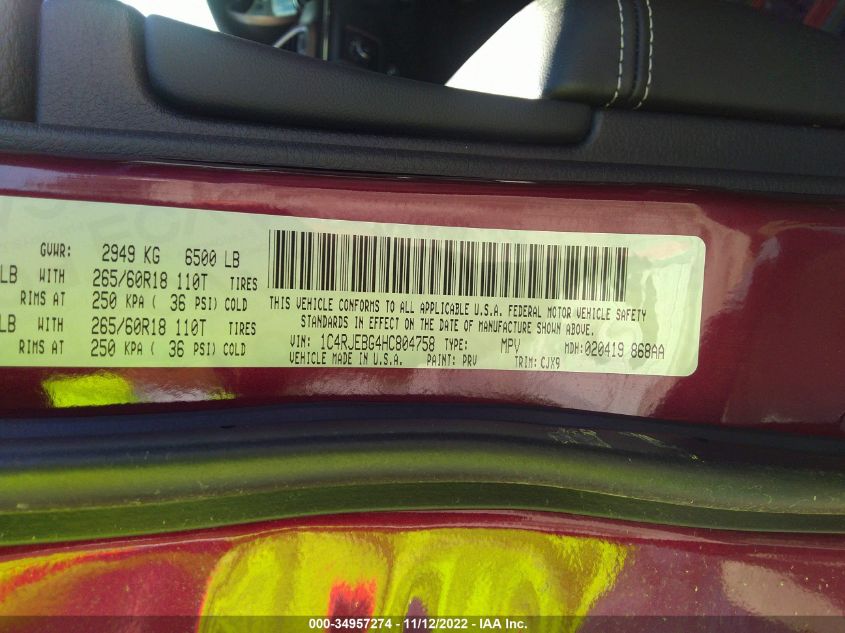 GVWR: 2949 KG 6500 LB
LB WITH 265/60R18 110T TIRES
RIMS AT 250 KPA ( 36 PSI) COLD
LB WITH 265/60R18 110T TIRES
RIMS AT 250 KPA ( 36 PSI) COLD
THIS VEHICLE CONFORMS TO ALL APPLICABLE U.S.A. FEDERAL MOTOR VEHICLE SAFETY
STANDARDS IN EFFECT ON THE DATE OF MANUFACTURE SHOWN ABOVE.
VIN: 1C4RJEBG4HC804758 TYPE: MPV MDH:020419 868AA
VEHICLE MADE IN U.S.A. PAINT: PRV TRIM: CJX9
000-34957274 - 11/12/2022 - IAA Inc.